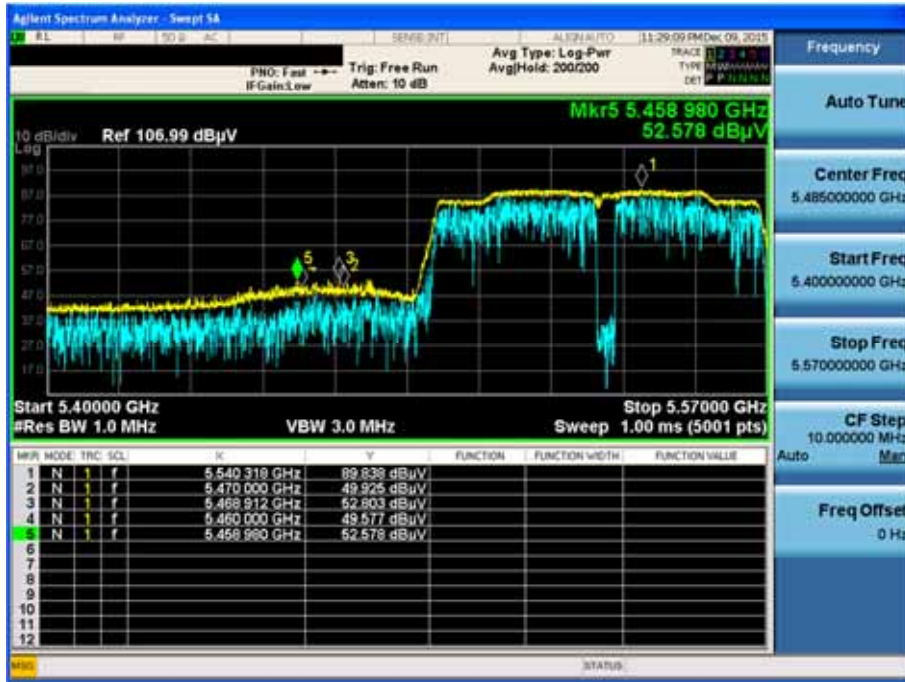 Agilent Spectrum Analyzer - Swept SA
RL RF 50 Ω AC SENSE:INT ALIGN AUTO 11:29:09 PM Dec 09, 2015
PNO: Fast
IFGain:Low
Trig: Free Run
Atten: 10 dB
Avg Type: Log-Pwr
Avg|Hold: 200/200
TRACE 1 2 3 4 5 6
TYPE
DET P P N N N N
Mkr5 5.458 980 GHz
52.578 dBµV
10 dB/div Ref 106.99 dBµV
Log
97.0
87.0
77.0
67.0
57.0
47.0
37.0
27.0
17.0
1
5
3
2
Start 5.40000 GHz Stop 5.57000 GHz
#Res BW 1.0 MHz VBW 3.0 MHz Sweep 1.00 ms (5001 pts)
MKR MODE TRC SCL X Y FUNCTION FUNCTION WIDTH FUNCTION VALUE
1 N 1 f 5.540 318 GHz 89.838 dBµV
2 N 1 f 5.470 000 GHz 49.925 dBµV
3 N 1 f 5.468 912 GHz 52.803 dBµV
4 N 1 f 5.460 000 GHz 49.577 dBµV
5 N 1 f 5.458 980 GHz 52.578 dBµV
6
7
8
9
10
11
12
MSG STATUS
Frequency
Auto Tune
Center Freq
5.485000000 GHz
Start Freq
5.400000000 GHz
Stop Freq
5.570000000 GHz
CF Step
10.000000 MHz
Auto Man
Freq Offset
0 Hz